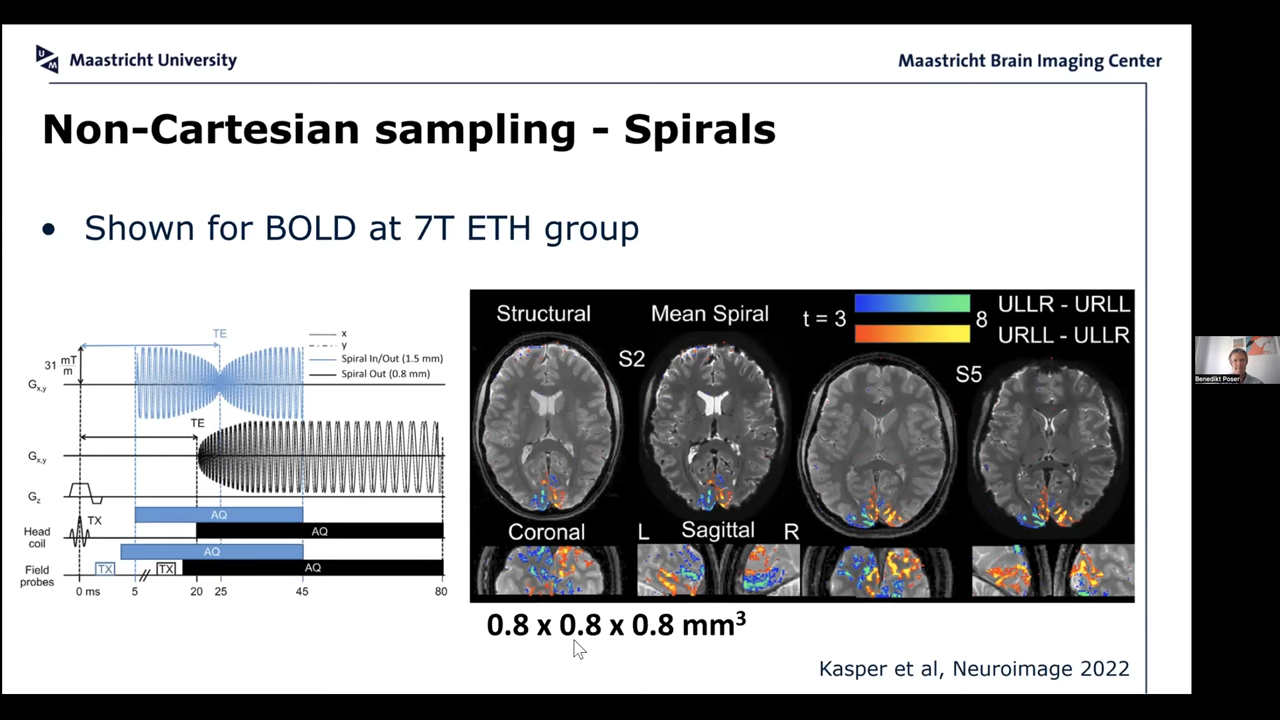 UM Maastricht University
Maastricht Brain Imaging Center
Non-Cartesian sampling - Spirals
• Shown for BOLD at 7T ETH group
TE
31 mT
m
Gx,y
x
y
Spiral In/Out (1.5 mm)
Spiral Out (0.8 mm)
TE
Gx,y
Gz
AQ
TX
Head
coil
AQ
AQ
Field
probes
TX
TX
AQ
0 ms 5 20 25 45 80
Structural
Mean Spiral
t = 3
8
ULLR - URLL
URLL - ULLR
S2
S5
Coronal
L Sagittal R
0.8 x 0.8 x 0.8 mm³
Kasper et al, Neuroimage 2022
Benedikt Poser